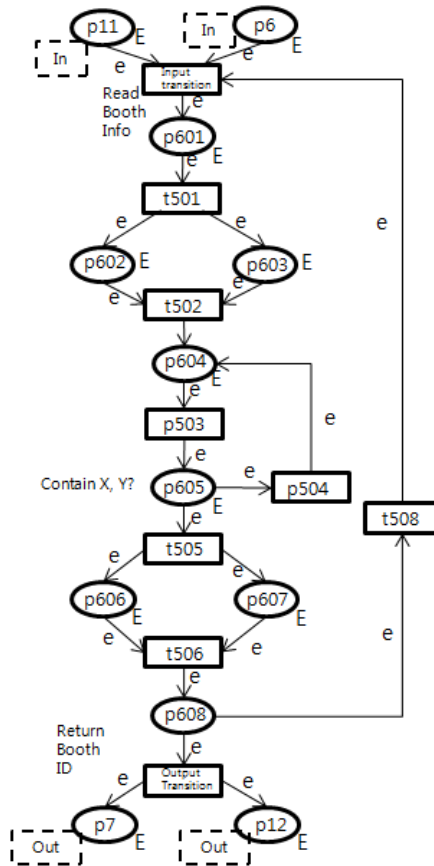 p11
E
In
p6
E
In
e
e
Input
transition
Read
Booth
Info
e
p601
E
e
t501
e
e
p602
E
p603
E
e
e
t502
p604
E
e
p503
e
e
Contain X, Y?
p605
E
e
p504
e
t508
e
t505
e
e
p606
E
p607
E
e
e
t506
e
e
p608
Return
Booth
ID
e
Output
Transition
e
e
p7
E
p12
E
Out
Out